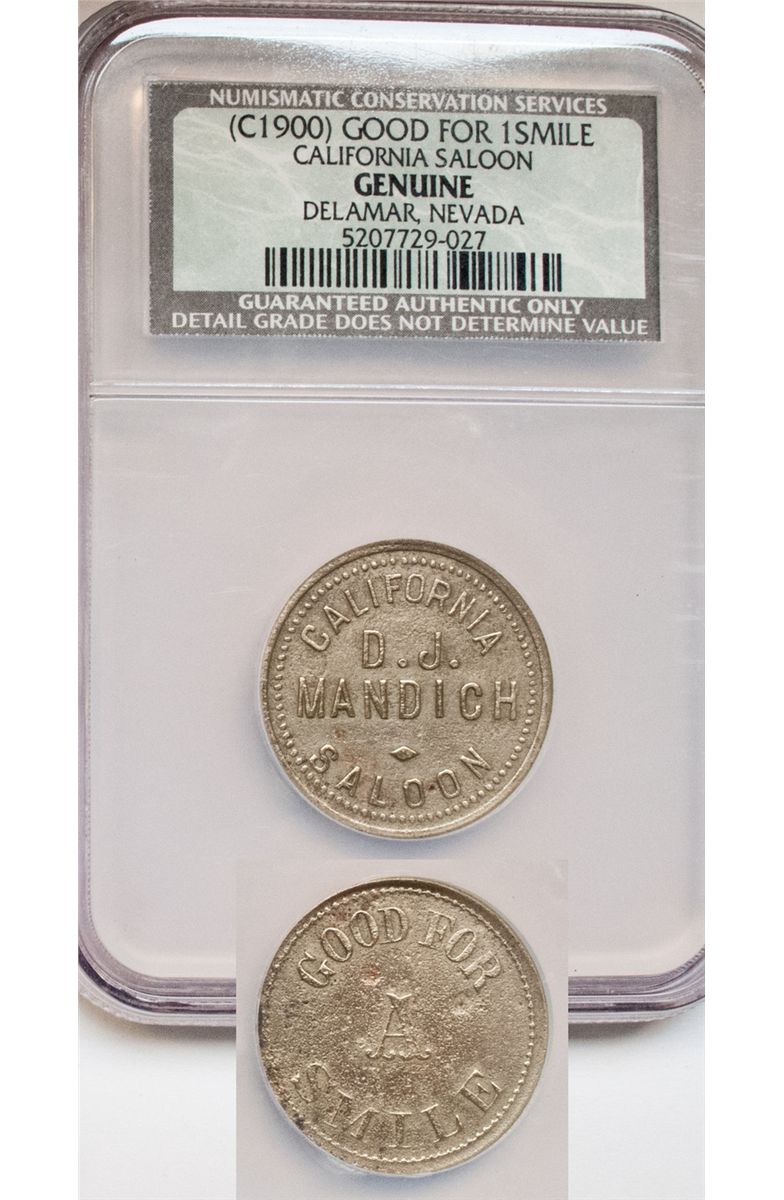 NUMISMATIC CONSERVATION SERVICES
(C1900) GOOD FOR 1SMILE
CALIFORNIA SALOON
GENUINE
DELAMAR, NEVADA
5207729-027
GUARANTEED AUTHENTIC ONLY
DETAIL GRADE DOES NOT DETERMINE VALUE
CALIFORNIA
D.J.
MANDICH
SALOON
GOOD FOR
A
SMILE